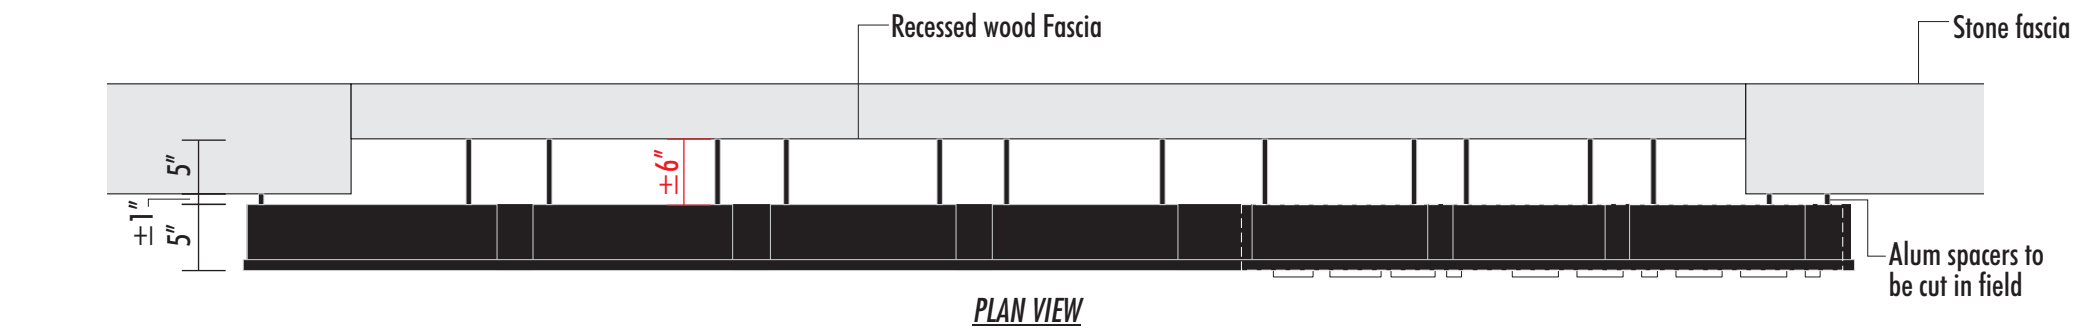 Recessed wood Fascia
Stone fascia
5"
±6"
±1"
5"
Alum spacers to
be cut in field
PLAN VIEW